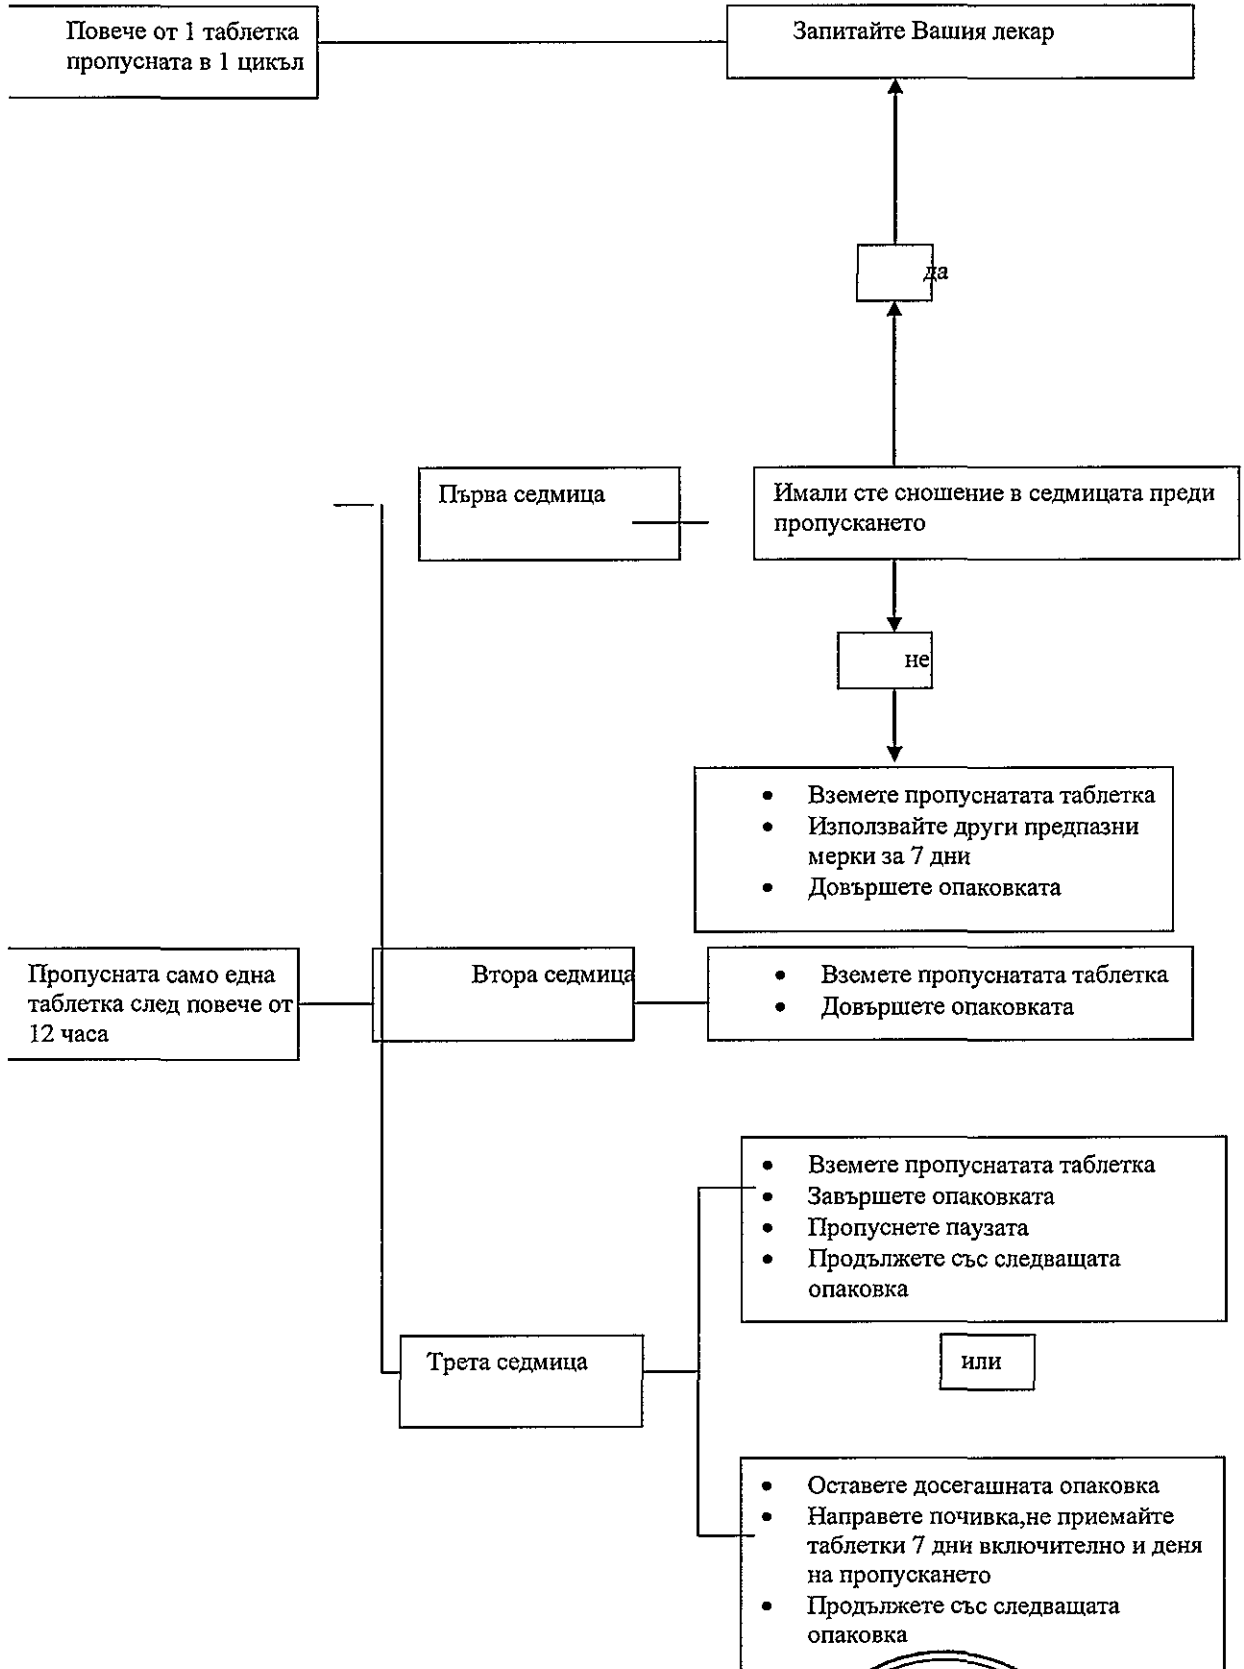 Повече от 1 таблетка
пропусната в 1 цикъл
Запитайте Вашия лекар
да
Първа седмица
Имали сте сношение в седмицата преди
пропускането
не
• Вземете пропуснатата таблетка
• Използвайте други предпазни
мерки за 7 дни
• Довършете опаковката
Пропусната само една
таблетка след повече от
12 часа
Втора седмица
• Вземете пропуснатата таблетка
• Довършете опаковката
• Вземете пропуснатата таблетка
• Завършете опаковката
• Пропуснете паузата
• Продължете със следващата
опаковка
Трета седмица
или
• Оставете досегашната опаковка
• Направете почивка,не приемайте
таблетки 7 дни включително и деня
на пропускането
• Продължете със следващата
опаковка